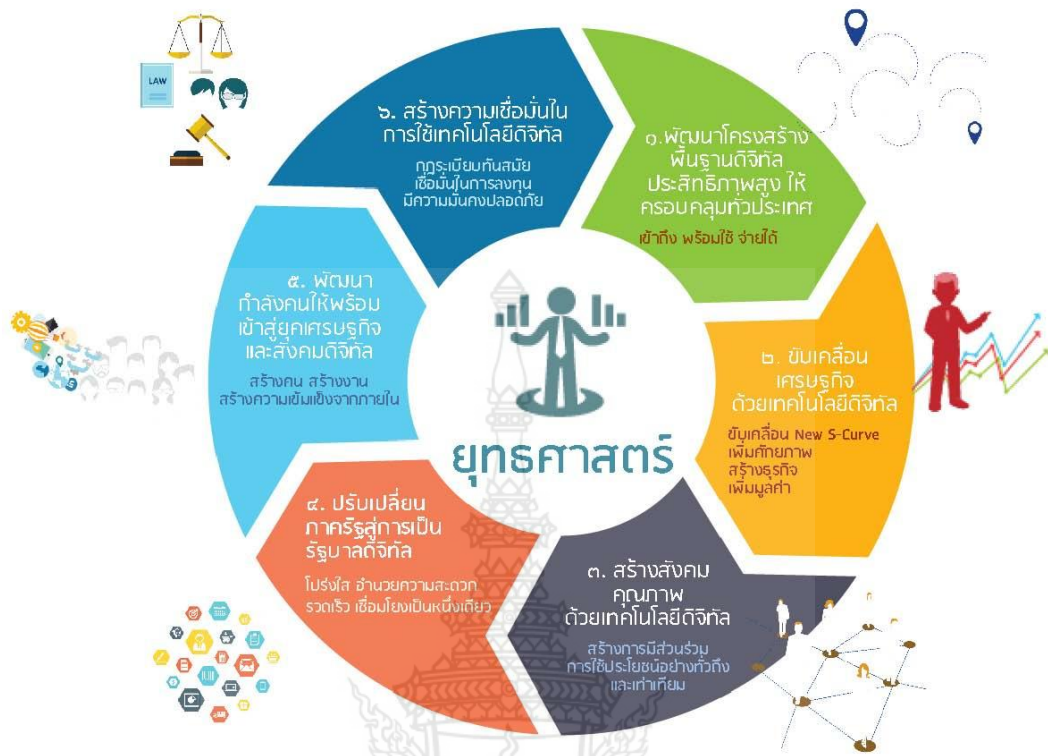 ยุทธศาสตร์
๑.พัฒนาโครงสร้าง
พื้นฐานดิจิทัล
ประสิทธิภาพสูง ให้
ครอบคลุมทั่วประเทศ
เข้าถึง พร้อมใช้ จ่ายได้
๒. ขับเคลื่อน
เศรษฐกิจ
ด้วยเทคโนโลยีดิจิทัล
ขับเคลื่อน New S-Curve
เพิ่มศักยภาพ
สร้างธุรกิจ
เพิ่มมูลค่า
๓. สร้างสังคม
คุณภาพ
ด้วยเทคโนโลยีดิจิทัล
สร้างการมีส่วนร่วม
การใช้ประโยชน์อย่างทั่วถึง
และเท่าเทียม
๔. ปรับเปลี่ยน
ภาครัฐสู่การเป็น
รัฐบาลดิจิทัล
โปร่งใส อำนวยความสะดวก
รวดเร็ว เชื่อมโยงเป็นหนึ่งเดียว
๕. พัฒนา
กำลังคนให้พร้อม
เข้าสู่ยุคเศรษฐกิจ
และสังคมดิจิทัล
สร้างคน สร้างงาน
สร้างความเข้มแข็งจากภายใน
๖. สร้างความเชื่อมั่นใน
การใช้เทคโนโลยีดิจิทัล
กฎระเบียบทันสมัย
เชื่อมั่นในการลงทุน
มีความมั่นคงปลอดภัย
LAW